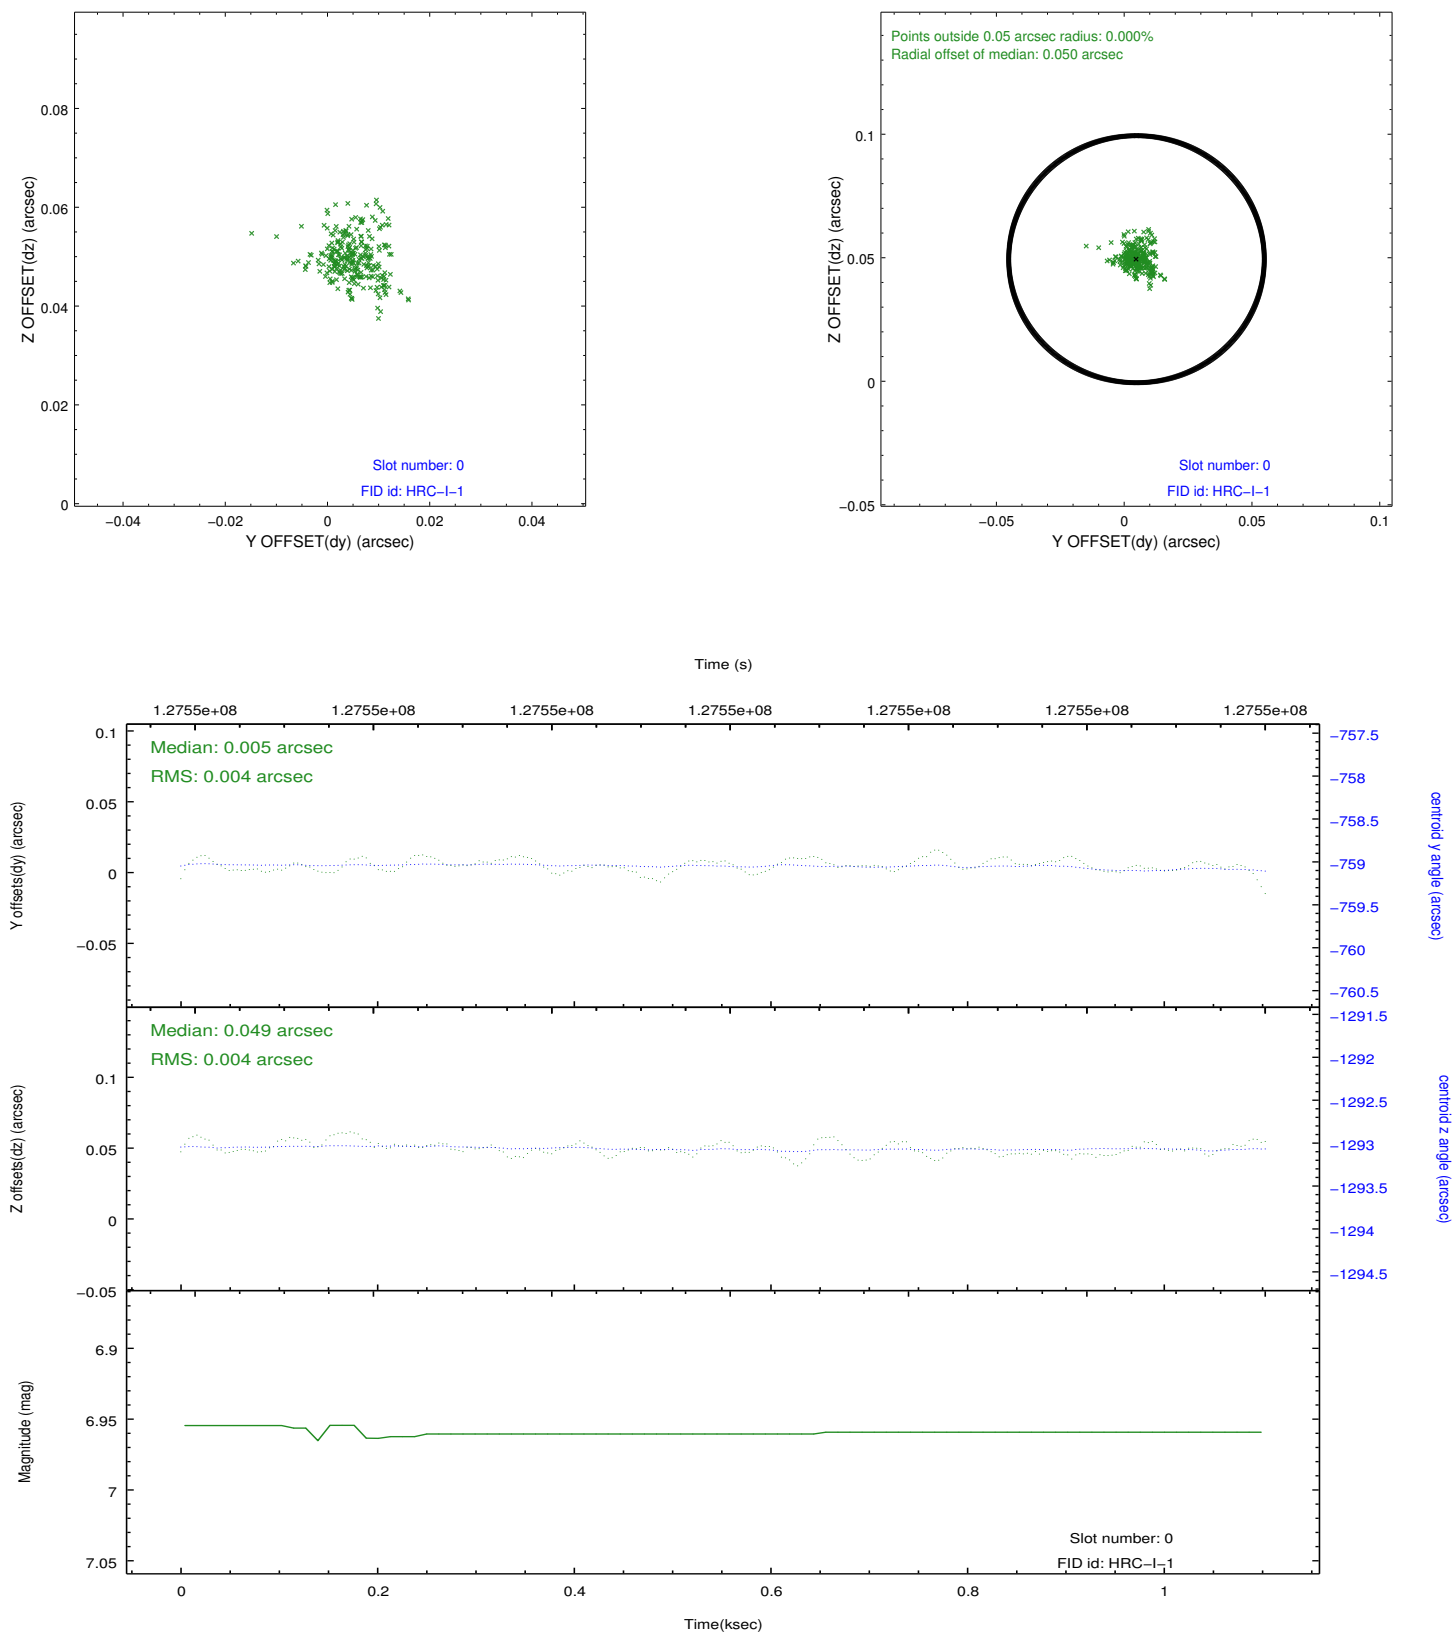 0.08
0.06
0.04
0.02
0
Z OFFSET(dz) (arcsec)
Slot number: 0
FID id: HRC−I−1
−0.04 −0.02 0 0.02 0.04
Y OFFSET(dy) (arcsec)
Points outside 0.05 arcsec radius: 0.000%
Radial offset of median: 0.050 arcsec
0.1
0.05
0
−0.05
Z OFFSET(dz) (arcsec)
Slot number: 0
FID id: HRC−I−1
−0.05 0 0.05 0.1
Y OFFSET(dy) (arcsec)
Time (s)
1.2755e+08 1.2755e+08 1.2755e+08 1.2755e+08 1.2755e+08 1.2755e+08 1.2755e+08
Median: 0.005 arcsec
RMS: 0.004 arcsec
0.1
0.05
0
−0.05
Y offsets(dy) (arcsec)
−757.5
−758
−758.5
−759
−759.5
−760
−760.5
centroid y angle (arcsec)
Median: 0.049 arcsec
RMS: 0.004 arcsec
0.1
0.05
0
−0.05
Z offsets(dz) (arcsec)
−1291.5
−1292
−1292.5
−1293
−1293.5
−1294
−1294.5
centroid z angle (arcsec)
6.9
6.95
7
7.05
Magnitude (mag)
Slot number: 0
FID id: HRC−I−1
0 0.2 0.4 0.6 0.8 1
Time(ksec)